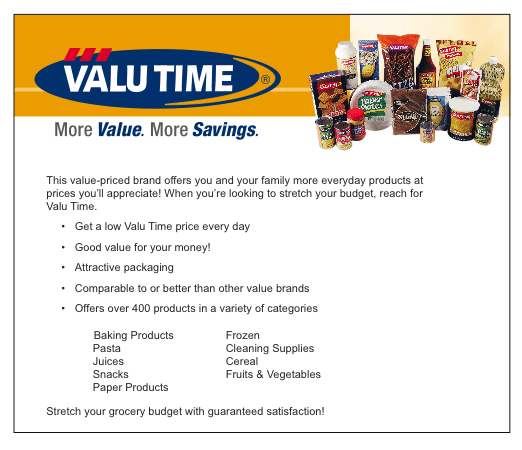 VALU TIME®
More Value. More Savings.
This value-priced brand offers you and your family more everyday products at
prices you'll appreciate! When you're looking to stretch your budget, reach for
Valu Time.
• Get a low Valu Time price every day
• Good value for your money!
• Attractive packaging
• Comparable to or better than other value brands
• Offers over 400 products in a variety of categories
Baking Products Frozen
Pasta Cleaning Supplies
Juices Cereal
Snacks Fruits & Vegetables
Paper Products
Stretch your grocery budget with guaranteed satisfaction!